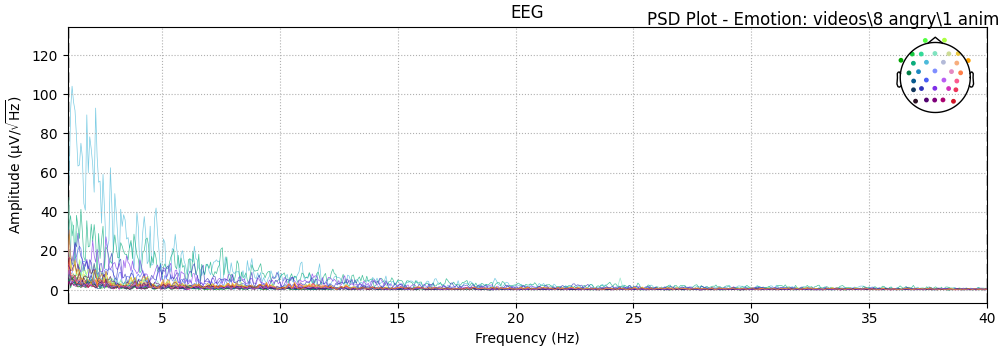 EEG
PSD Plot - Emotion: videos\8 angry\1 anim
Amplitude (µV/√Hz)
120
100
80
60
40
20
0
5 10 15 20 25 30 35 40
Frequency (Hz)